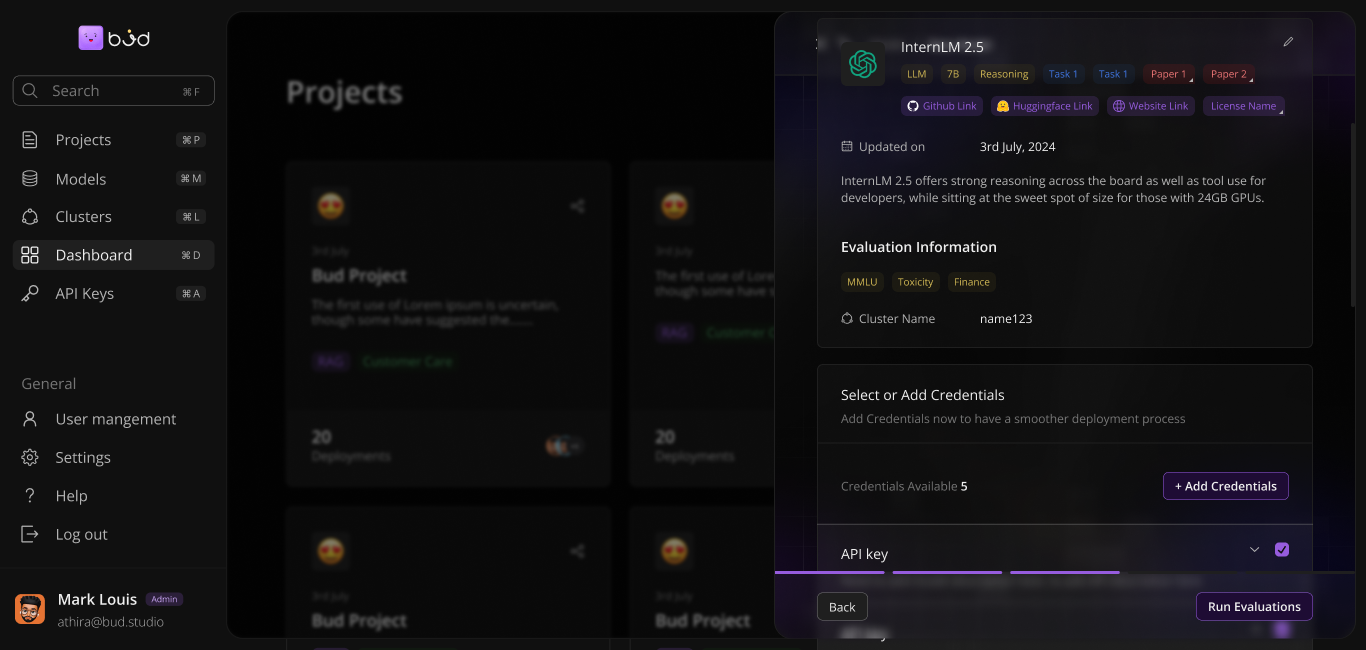 bud
Search ⌘ F
Projects ⌘ P
Models ⌘ M
Clusters ⌘ L
Dashboard ⌘ D
API Keys ⌘ A
General
User mangement
Settings
? Help
Log out
Mark Louis Admin
athira@bud.studio
Projects
3rd July
Bud Project
The first use of Lorem ipsum is uncertain,
though some have suggested the......
RAG Customer Care
20
Deployments
3rd July
The first use of Lore
though some have s
RAG Customer C
20
Deployments
3rd July
Bud Project
3rd July
Bud Project
InternLM 2.5
LLM 7B Reasoning Task 1 Task 1 Paper 1 Paper 2
Github Link Huggingface Link Website Link License Name
Updated on 3rd July, 2024
InternLM 2.5 offers strong reasoning across the board as well as tool use for
developers, while sitting at the sweet spot of size for those with 24GB GPUs.
Evaluation Information
MMLU Toxicity Finance
Cluster Name name123
Select or Add Credentials
Add Credentials now to have a smoother deployment process
Credentials Available 5 + Add Credentials
API key
Back Run Evaluations